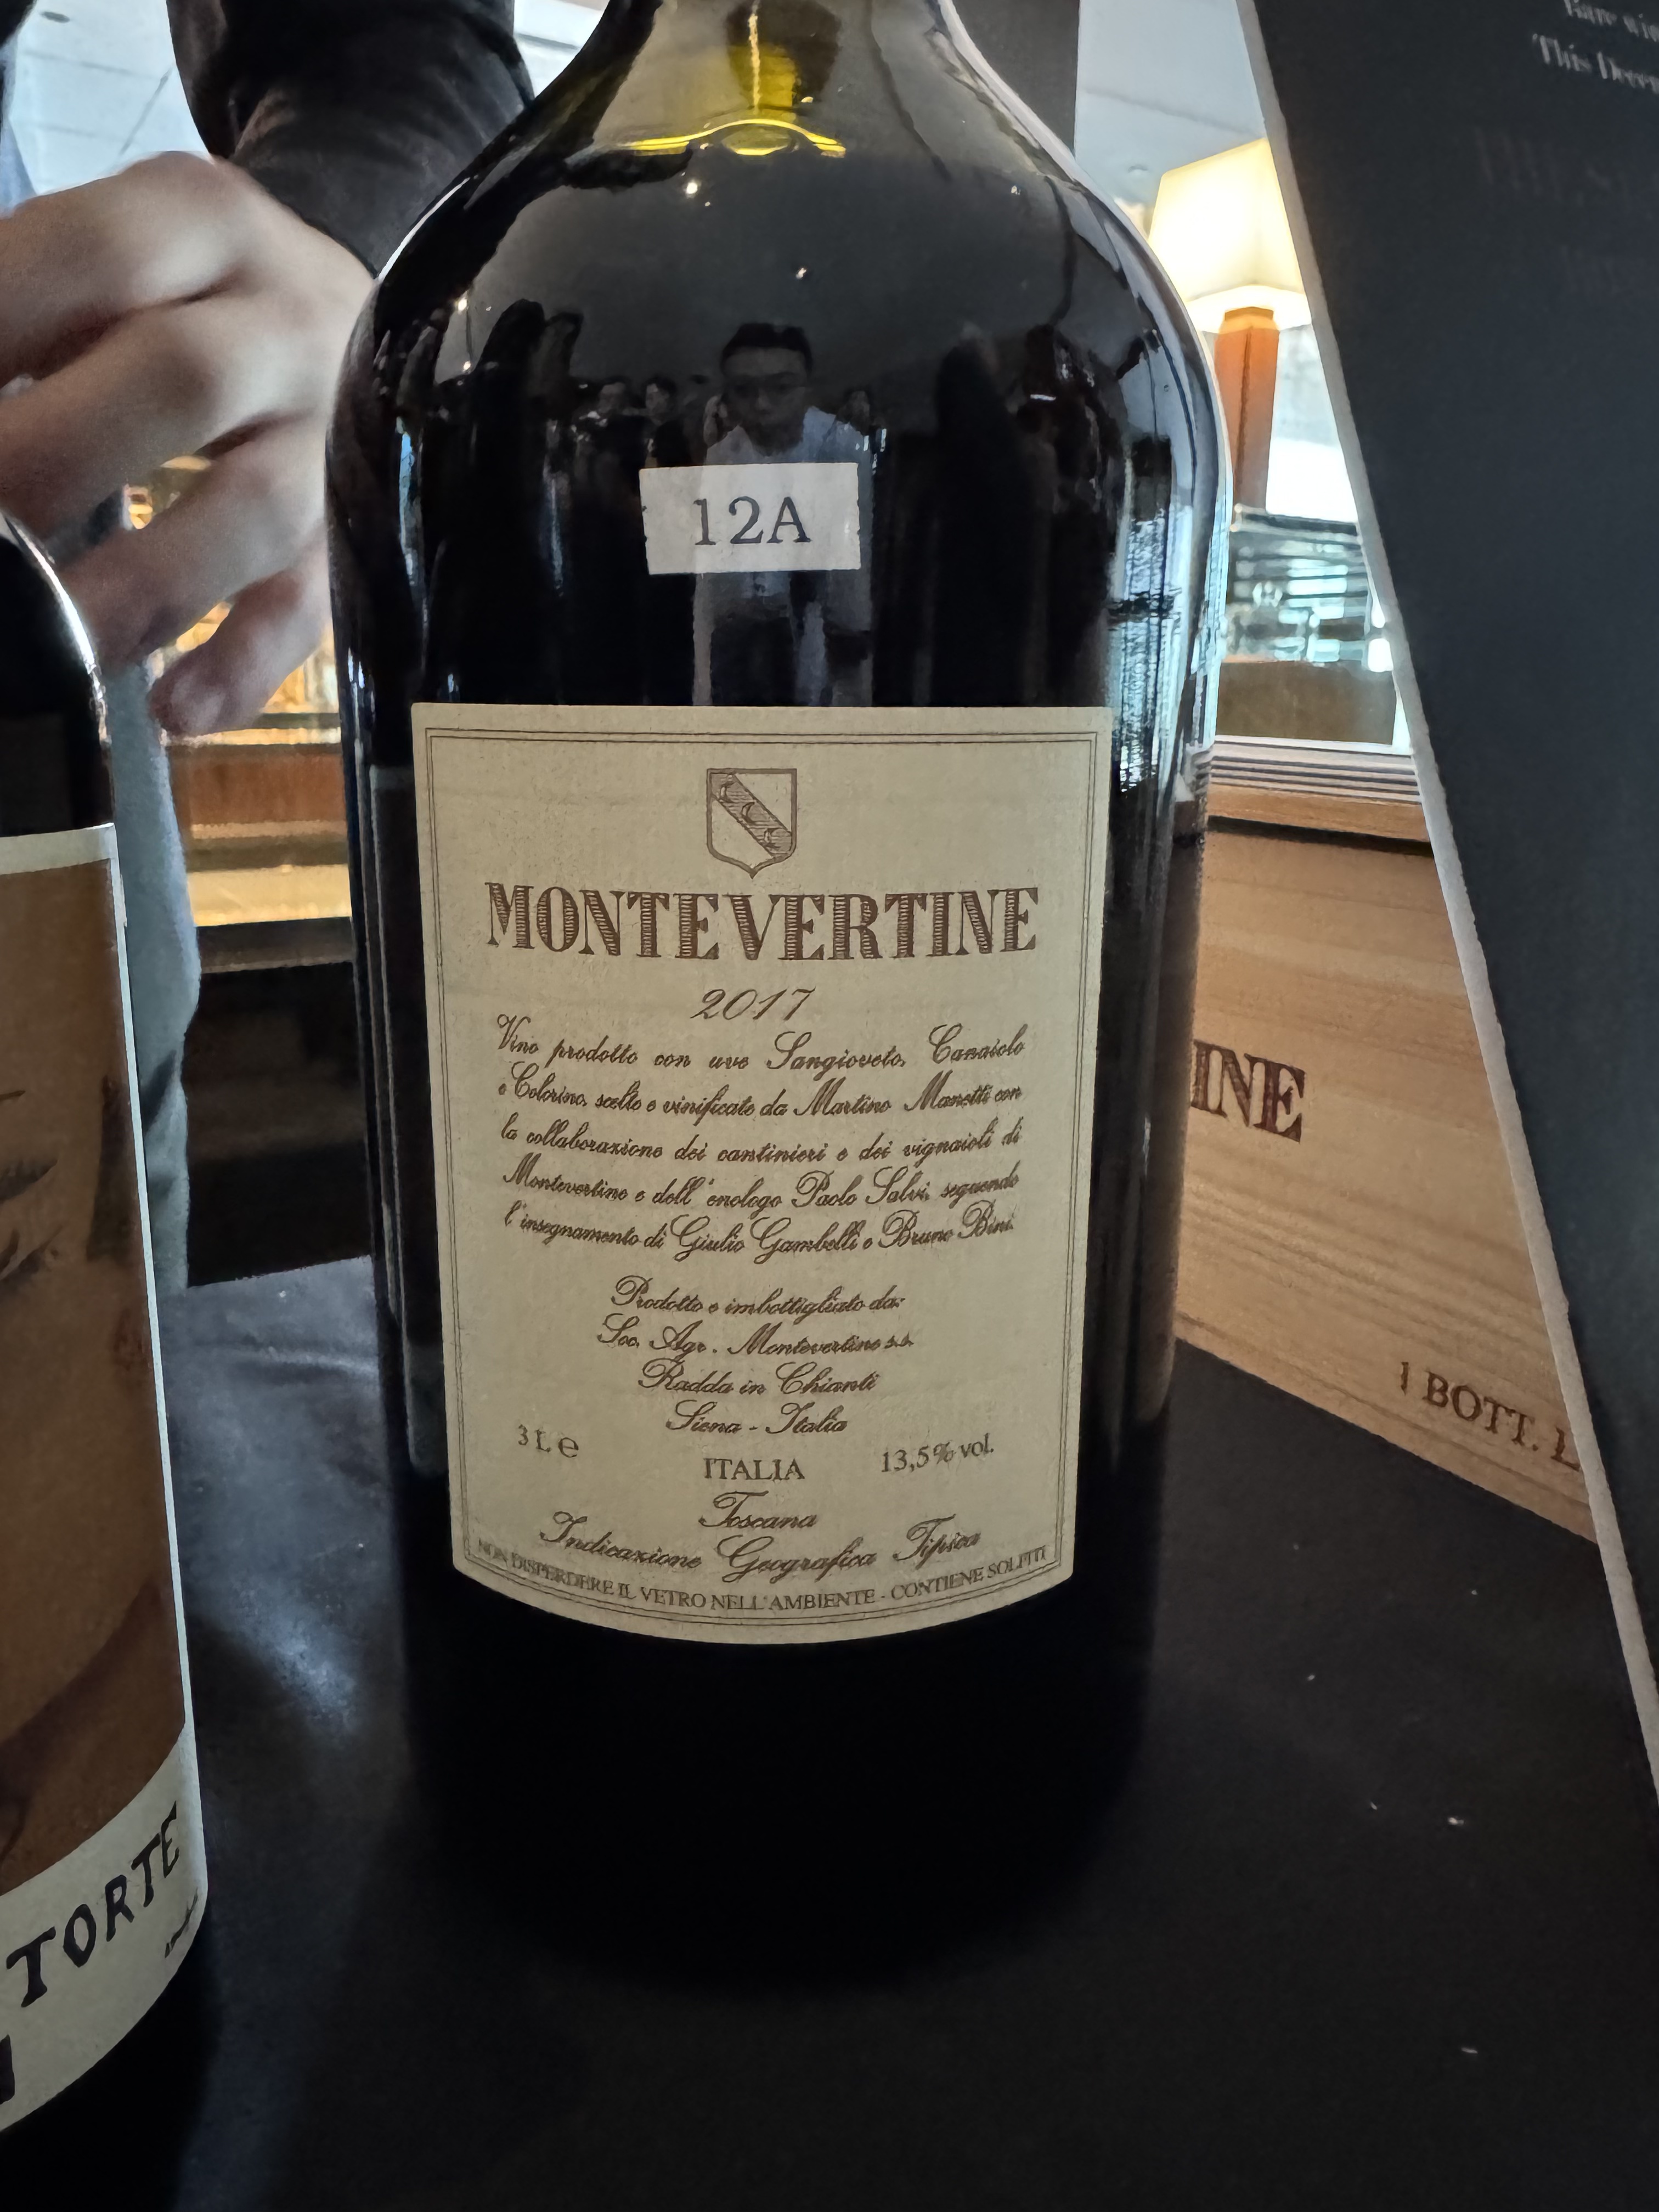 This
12A
MONTEVERTINE
2017
Vino prodotto con uve Sangioveto, Canaiolo
e Colorino, scelto e vinificato da Martino Manetti con
la collaborazione dei cantinieri e dei vignaioli di
Montevertine e dell'enologo Paolo Salvi, seguendo
l'insegnamento di Giulio Gambelli e Bruno Bini.
Prodotto e imbottigliato da:
Soc. Agr. Montevertine s.s.
Radda in Chianti
Siena - Italia
3 L e
ITALIA
13,5% vol.
Toscana
Indicazione Geografica Tipica
NON DISPERDERE IL VETRO NELL'AMBIENTE - CONTIENE SOLFITI
INE
1 BOTT. L
TORTE